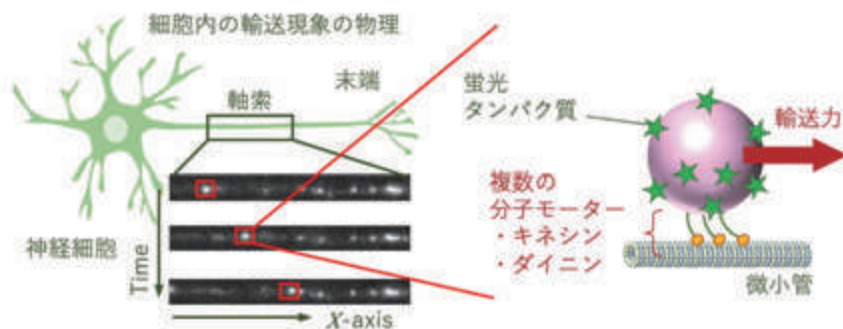 細胞内の輸送現象の物理
末端
軸索
神経細胞
Time
X-axis
蛍光
タンパク質
輸送力
複数の
分子モーター
・キネシン
・ダイニン
微小管